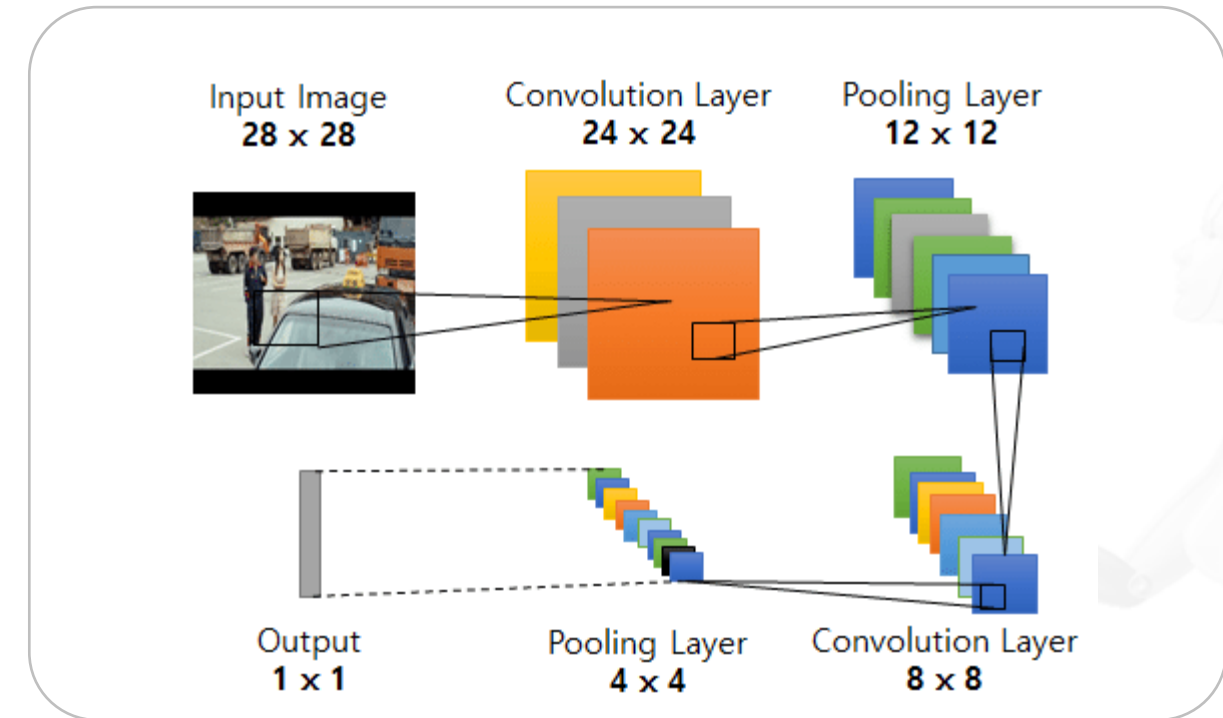 Input Image
28 x 28
Convolution Layer
24 x 24
Pooling Layer
12 x 12
Output
1 x 1
Pooling Layer
4 x 4
Convolution Layer
8 x 8